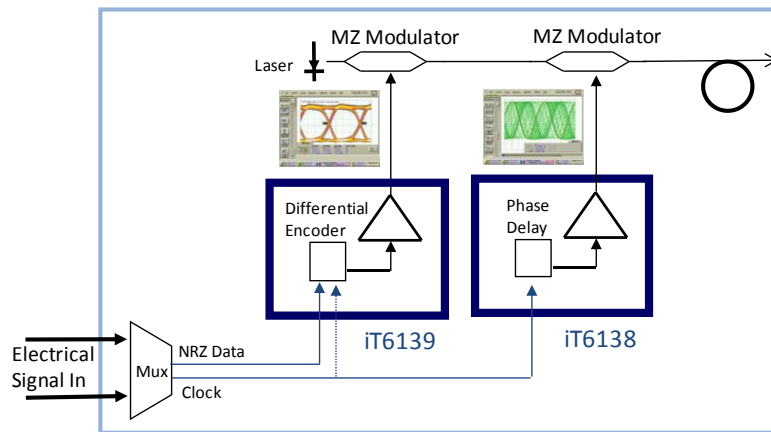 MZ Modulator
MZ Modulator
Laser
Differential
Encoder
Phase
Delay
iT6139
iT6138
Electrical
Signal In
Mux
NRZ Data
Clock